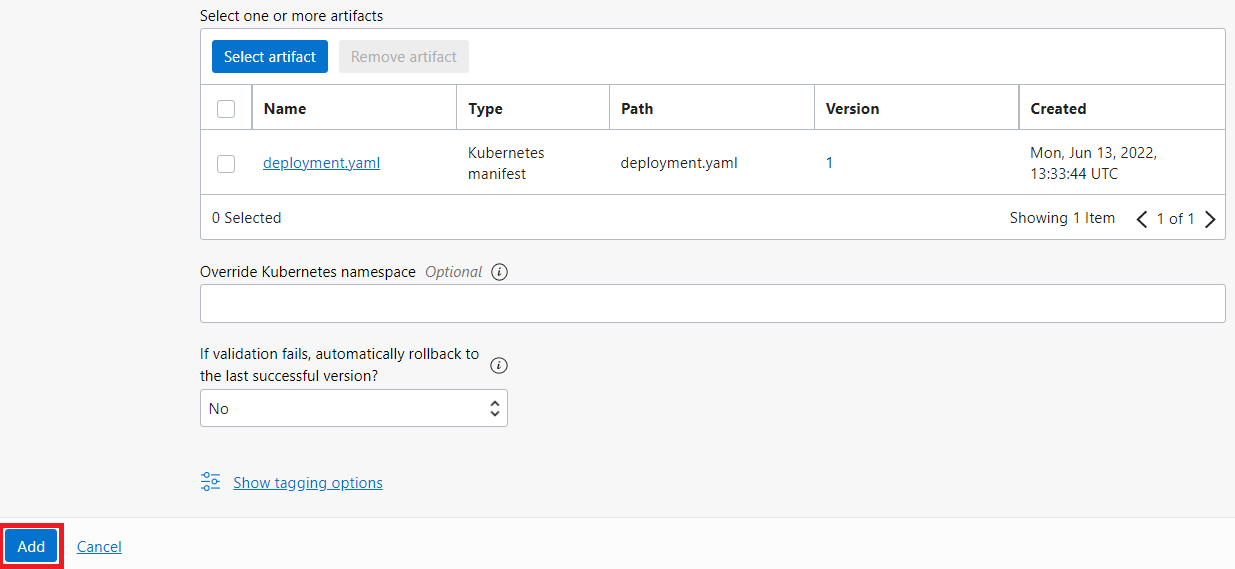 Select one or more artifacts
Select artifact Remove artifact
Name Type Path Version Created
deployment.yaml Kubernetes manifest deployment.yaml 1 Mon, Jun 13, 2022, 13:33:44 UTC
0 Selected Showing 1 Item 1 of 1
Override Kubernetes namespace Optional i
If validation fails, automatically rollback to
the last successful version? i
No
Show tagging options
Add Cancel